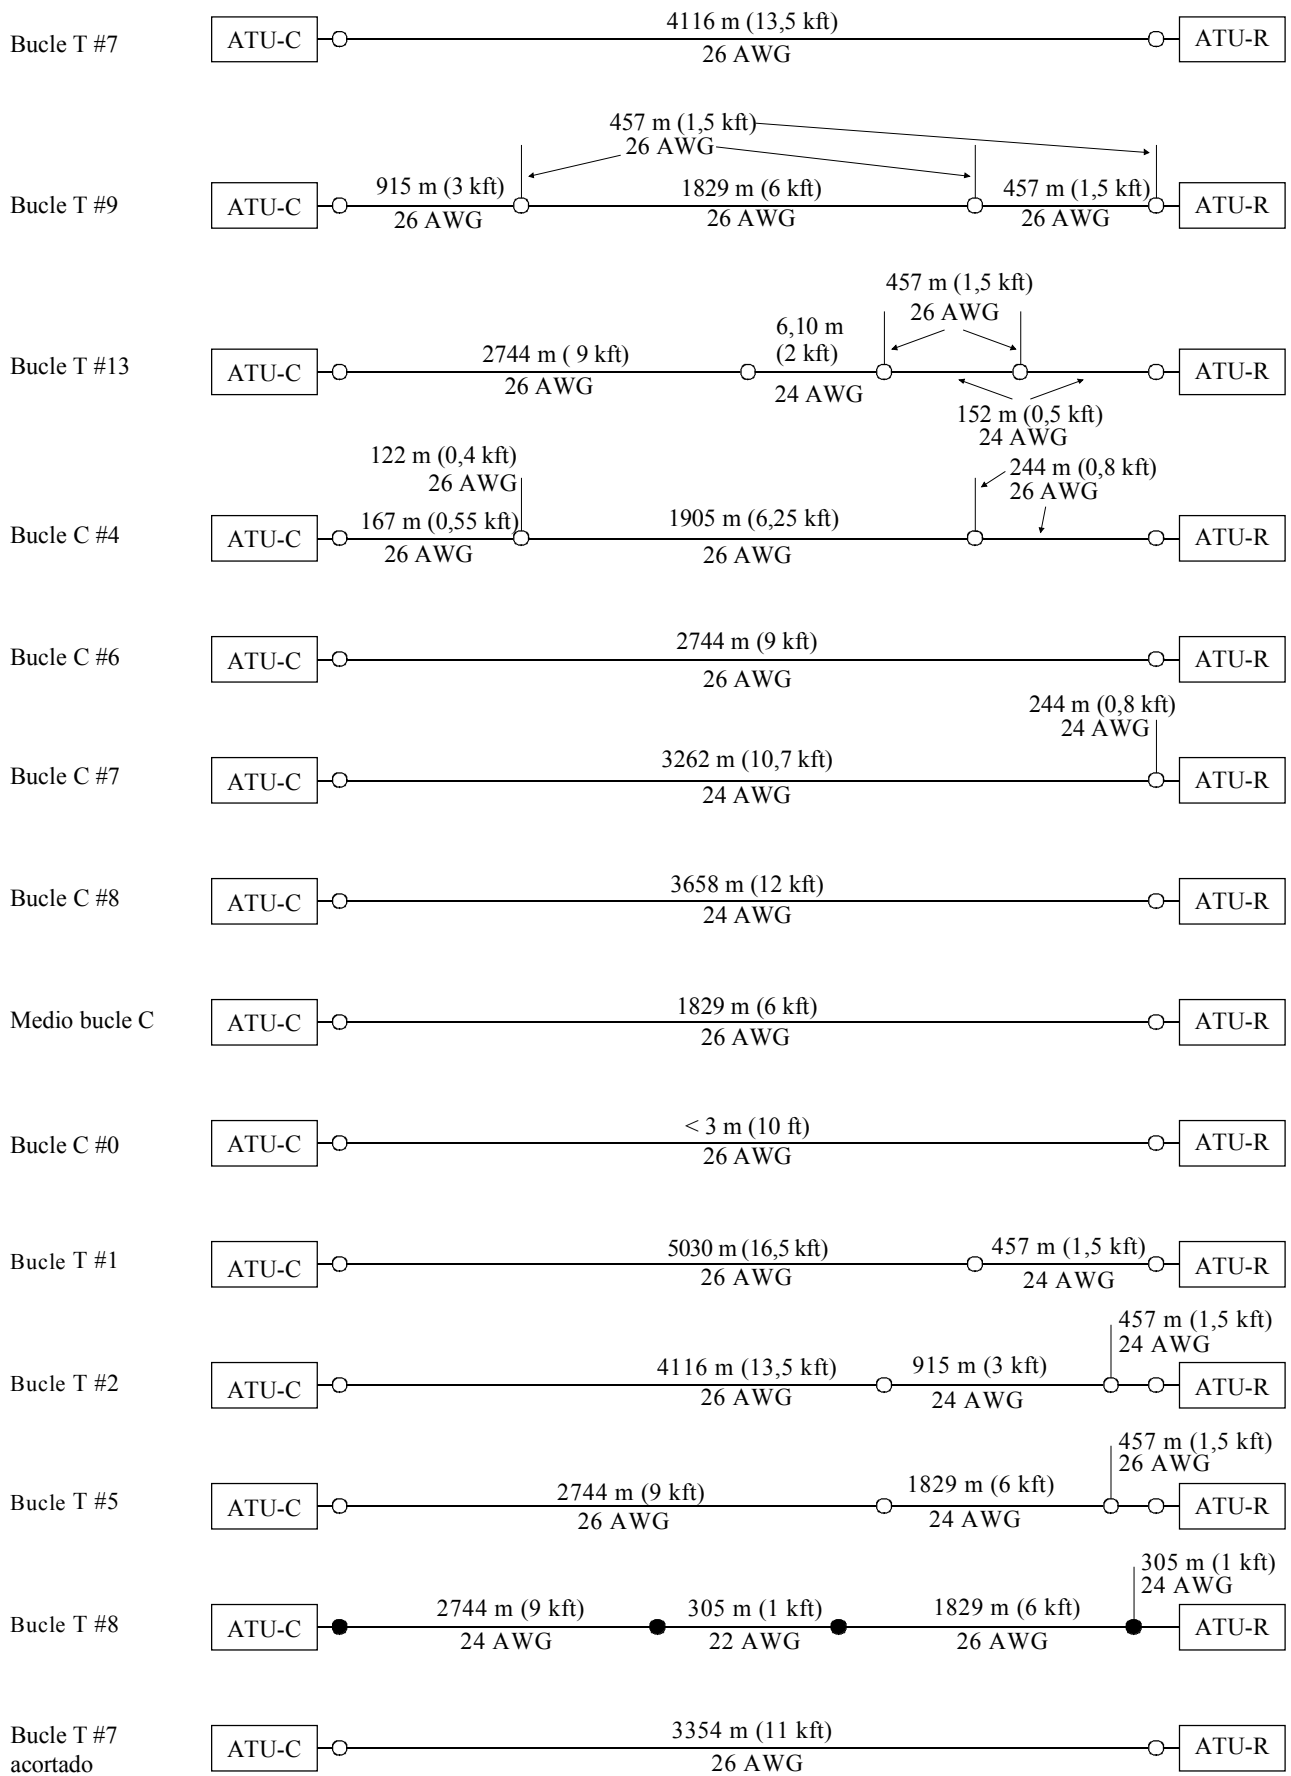 4116 m (13,5 kft)
Bucle T #7
ATU-C
ATU-R
26 AWG
457 m (1,5 kft)
26 AWG
915 m (3 kft)
1829 m (6 kft)
457 m (1,5 kft)
Bucle T #9
ATU-C
ATU-R
26 AWG
26 AWG
26 AWG
457 m (1,5 kft)
26 AWG
6,10 m
(2 kft)
2744 m ( 9 kft)
Bucle T #13
ATU-C
ATU-R
26 AWG
24 AWG
152 m (0,5 kft)
24 AWG
122 m (0,4 kft)
26 AWG
244 m (0,8 kft)
26 AWG
167 m (0,55 kft)
1905 m (6,25 kft)
Bucle C #4
ATU-C
ATU-R
26 AWG
26 AWG
2744 m (9 kft)
Bucle C #6
ATU-C
ATU-R
26 AWG
244 m (0,8 kft)
24 AWG
3262 m (10,7 kft)
Bucle C #7
ATU-C
ATU-R
24 AWG
3658 m (12 kft)
Bucle C #8
ATU-C
ATU-R
24 AWG
1829 m (6 kft)
Medio bucle C
ATU-C
ATU-R
26 AWG
< 3 m (10 ft)
Bucle C #0
ATU-C
ATU-R
26 AWG
5030 m (16,5 kft)
457 m (1,5 kft)
Bucle T #1
ATU-C
ATU-R
26 AWG
24 AWG
457 m (1,5 kft)
24 AWG
4116 m (13,5 kft)
915 m (3 kft)
Bucle T #2
ATU-C
ATU-R
26 AWG
24 AWG
457 m (1,5 kft)
26 AWG
2744 m (9 kft)
1829 m (6 kft)
Bucle T #5
ATU-C
ATU-R
26 AWG
24 AWG
305 m (1 kft)
24 AWG
2744 m (9 kft)
305 m (1 kft)
1829 m (6 kft)
Bucle T #8
ATU-C
ATU-R
24 AWG
22 AWG
26 AWG
3354 m (11 kft)
Bucle T #7
acortado
ATU-C
ATU-R
26 AWG